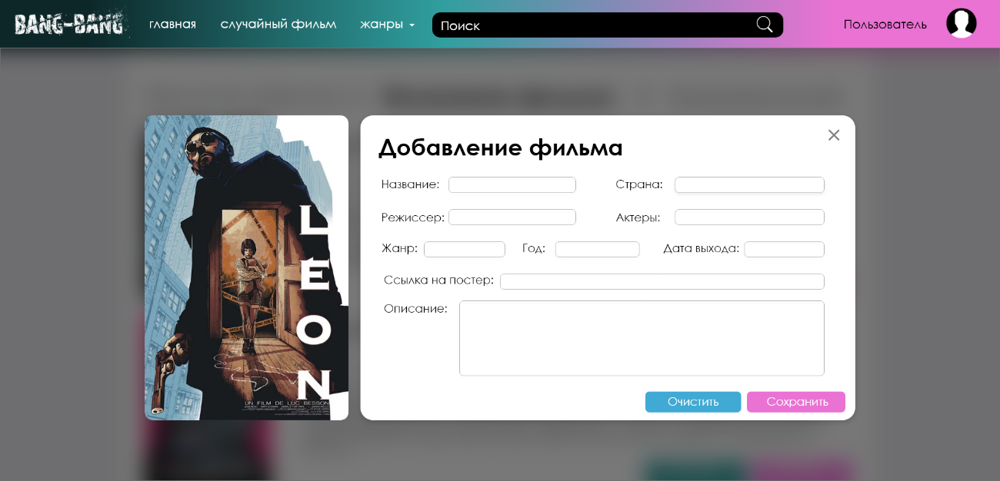 BANG-BANG главная случайный фильм жанры Поиск Пользователь
Добавление фильма
Название: Страна:
Режиссер: Актеры:
Жанр: Год: Дата выхода:
Ссылка на постер:
Описание:
Очистить Сохранить
LEON
UN FILM DE LUC BESSON